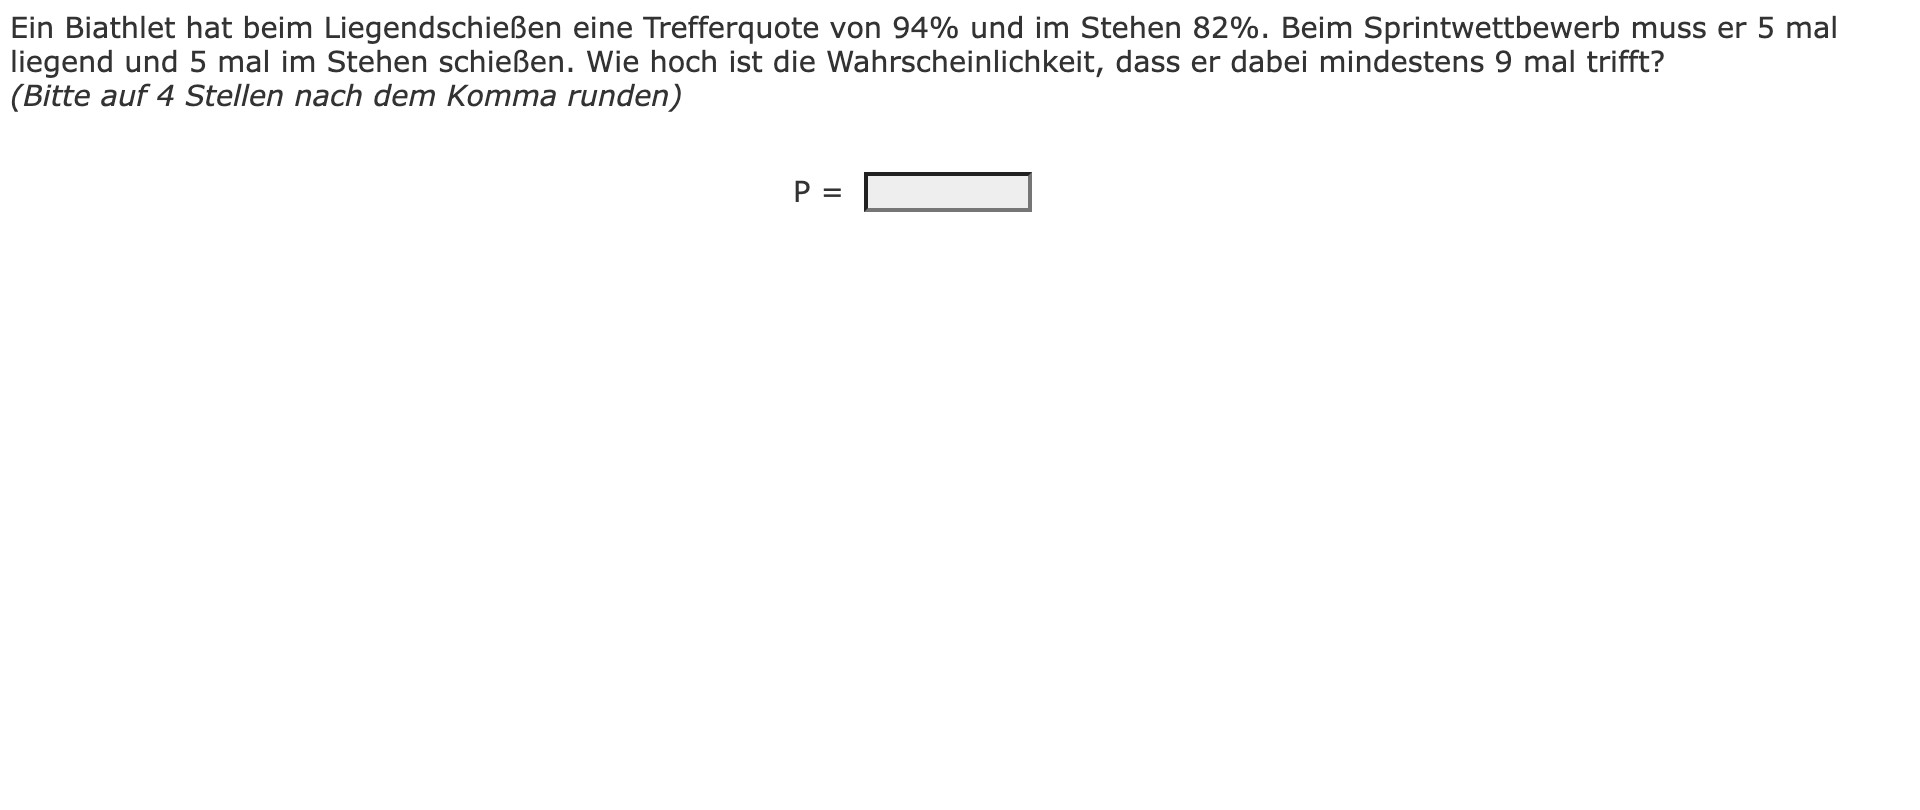 Ein Biathlet hat beim Liegendschießen eine Trefferquote von 94% und im Stehen 82%. Beim Sprintwettbewerb muss er 5 mal
liegend und 5 mal im Stehen schießen. Wie hoch ist die Wahrscheinlichkeit, dass er dabei mindestens 9 mal trifft?
(Bitte auf 4 Stellen nach dem Komma runden)
P =